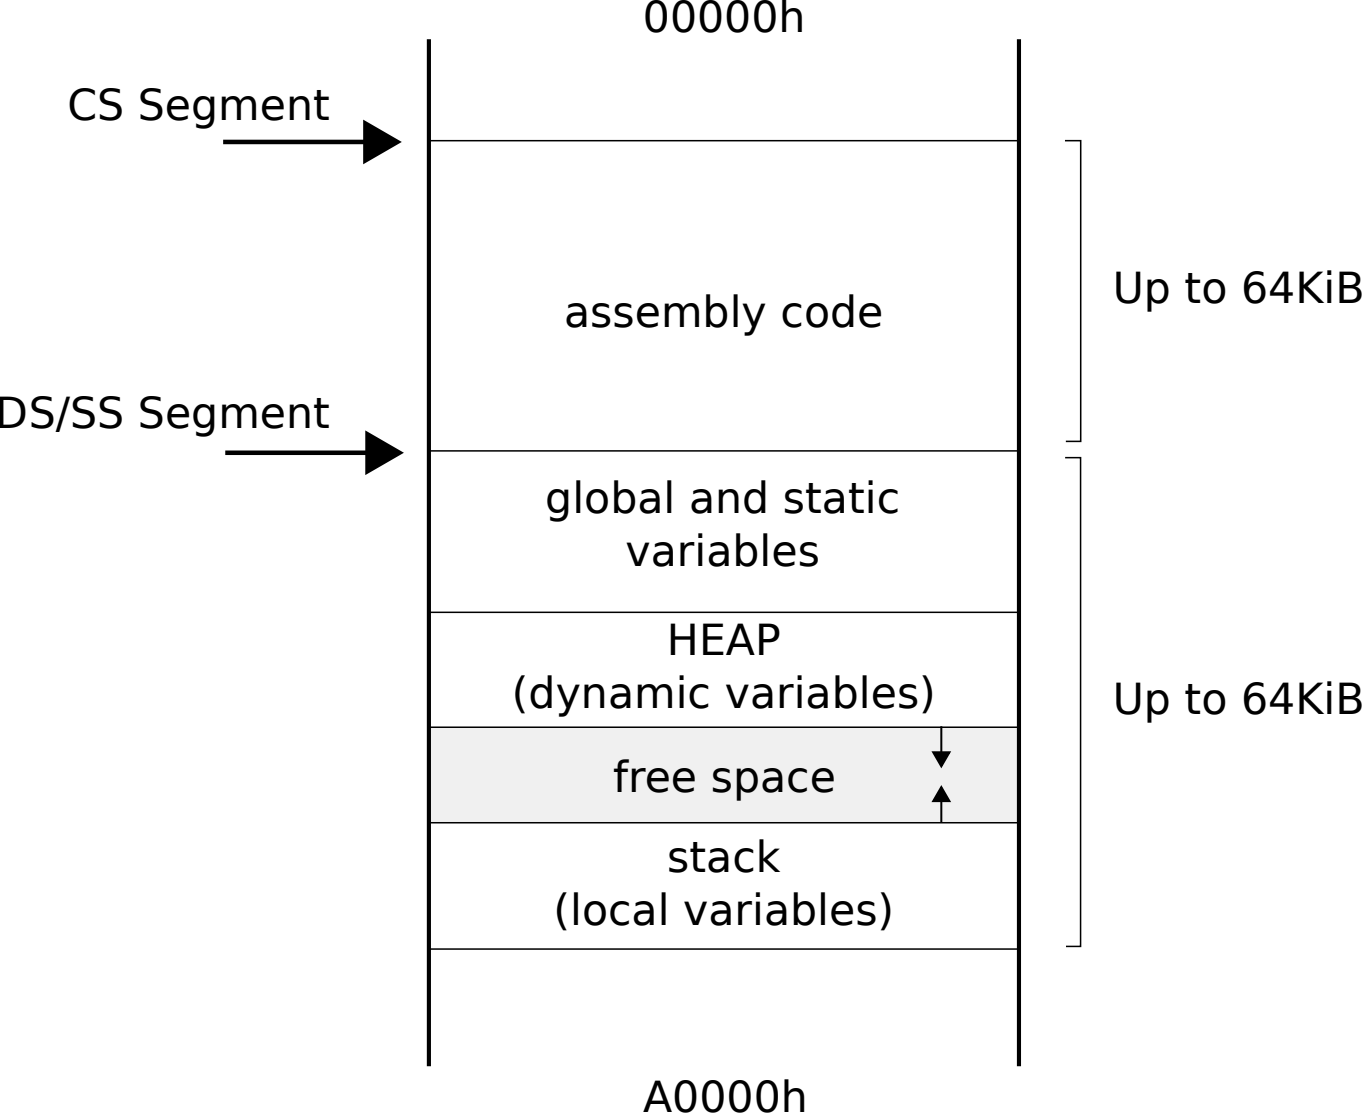 00000h
CS Segment
assembly code
Up to 64KiB
DS/SS Segment
global and static
variables
HEAP
(dynamic variables)
Up to 64KiB
free space
stack
(local variables)
A0000h